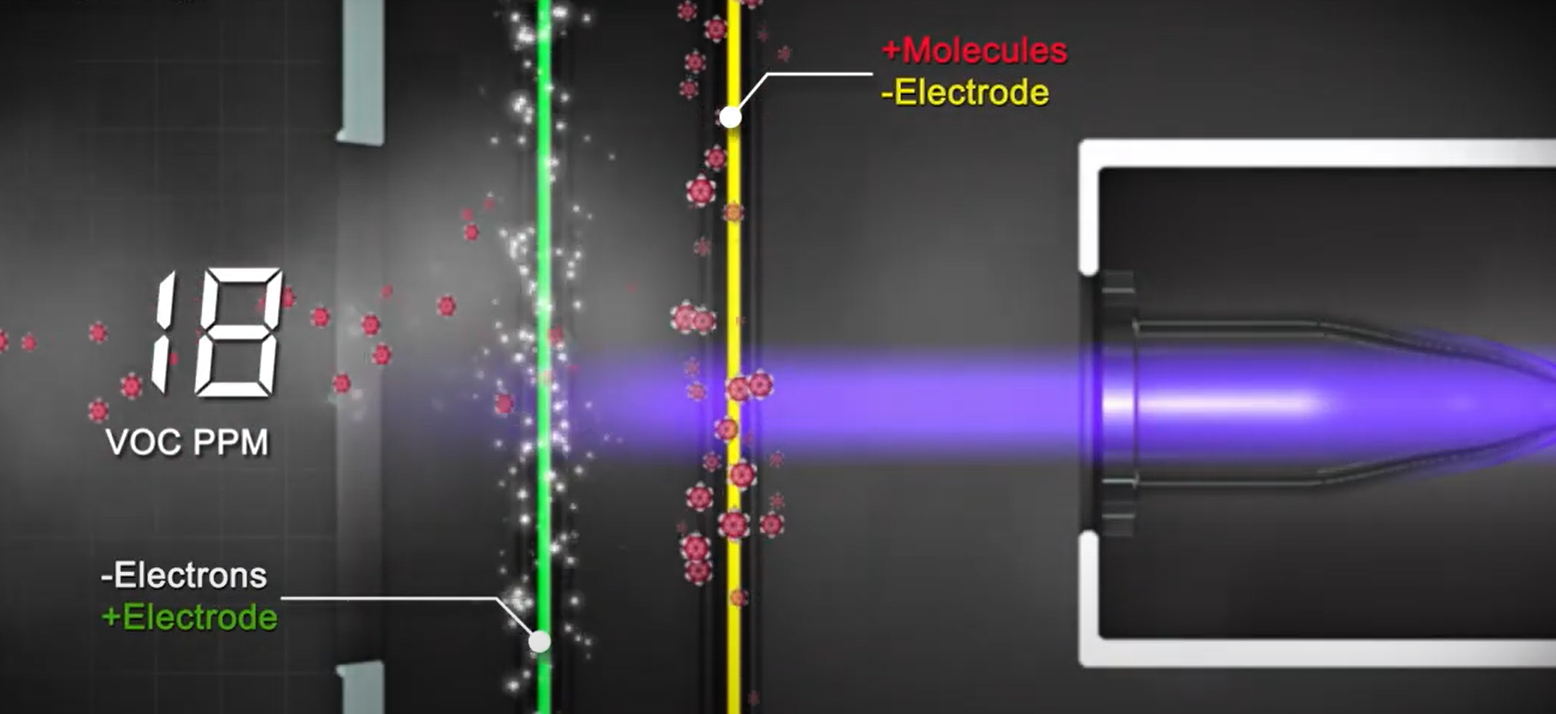 +Molecules
-Electrode
18
VOC PPM
-Electrons
+Electrode